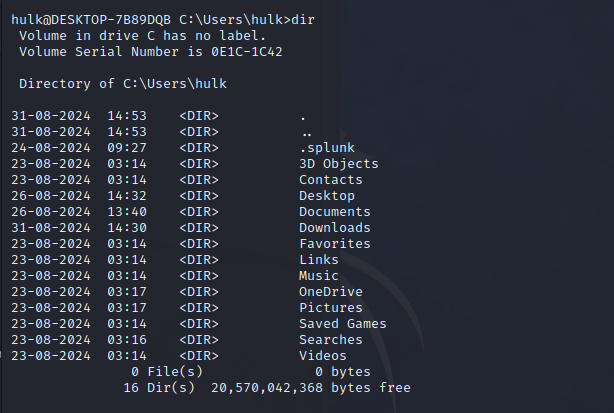 hulk@DESKTOP-7B89DQB C:\Users\hulk>dir
 Volume in drive C has no label.
 Volume Serial Number is 0E1C-1C42

 Directory of C:\Users\hulk

31-08-2024  14:53    <DIR>          .
31-08-2024  14:53    <DIR>          ..
24-08-2024  09:27    <DIR>          .splunk
23-08-2024  03:14    <DIR>          3D Objects
23-08-2024  03:14    <DIR>          Contacts
26-08-2024  14:32    <DIR>          Desktop
26-08-2024  13:40    <DIR>          Documents
31-08-2024  14:30    <DIR>          Downloads
23-08-2024  03:14    <DIR>          Favorites
23-08-2024  03:14    <DIR>          Links
23-08-2024  03:14    <DIR>          Music
23-08-2024  03:17    <DIR>          OneDrive
23-08-2024  03:17    <DIR>          Pictures
23-08-2024  03:14    <DIR>          Saved Games
23-08-2024  03:16    <DIR>          Searches
23-08-2024  03:14    <DIR>          Videos
               0 File(s)              0 bytes
              16 Dir(s)  20,570,042,368 bytes free